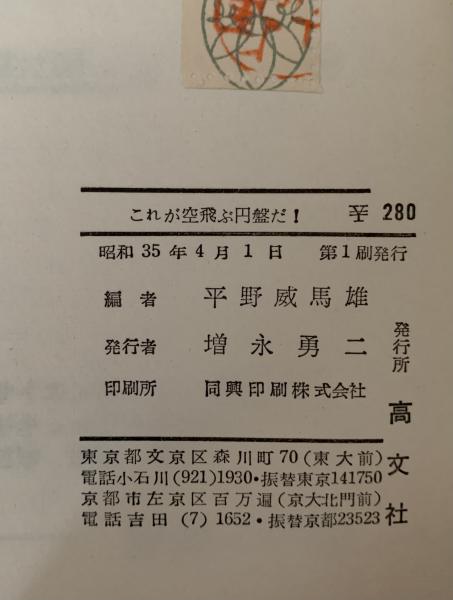 これが空飛ぶ円盤だ！ ¥ 280
昭和 35 年 4 月 1 日 第1刷発行
編者 平野威馬雄
発行者 増永勇二
印刷所 同興印刷株式会社
発行所 高文社
東京都文京区森川町70(東大前)
電話小石川(921)1930・振替東京141750
京都市左京区百万遍(京大北門前)
電話吉田(7)1652・振替京都23523